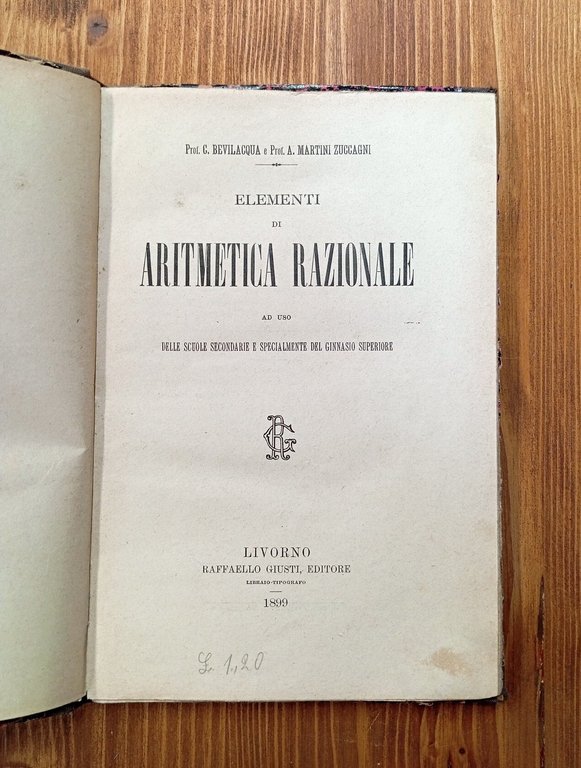 Prof. C. BEVILACQUA e Prof. A. MARTINI ZUCCAGNI
ELEMENTI
DI
ARITMETICA RAZIONALE
AD USO
DELLE SCUOLE SECONDARIE E SPECIALMENTE DEL GINNASIO SUPERIORE
RG
LIVORNO
RAFFAELLO GIUSTI, EDITORE
LIBRAIO-TIPOGRAFO
1899
L. 1,20